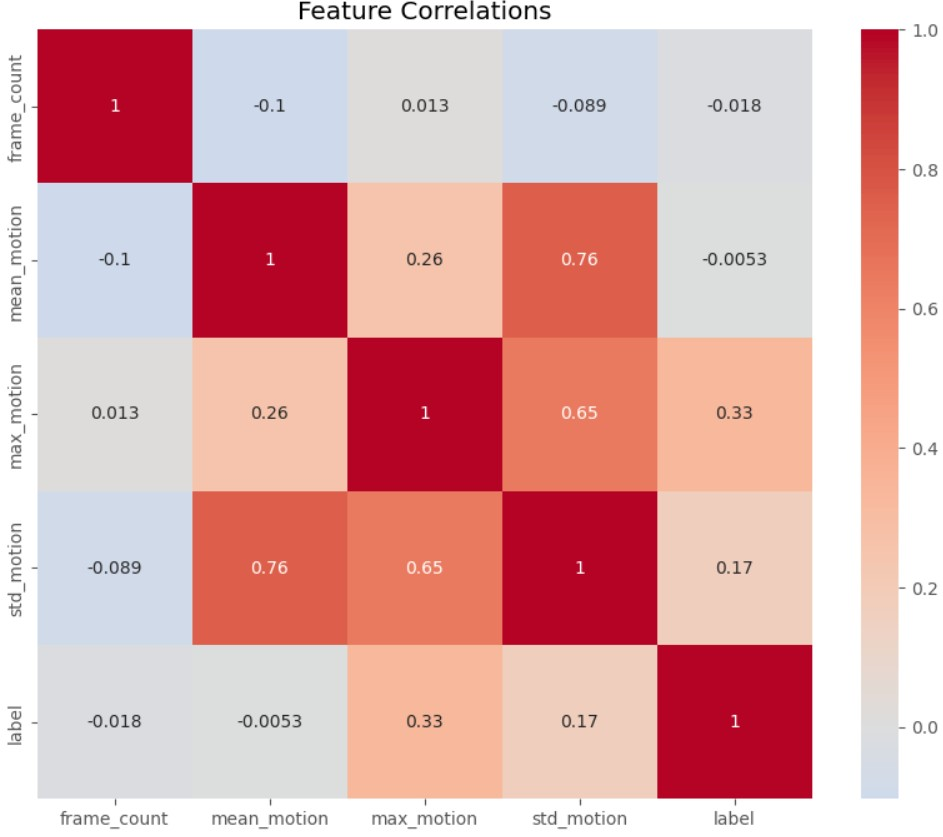 Feature Correlations
frame_count 1 -0.1 0.013 -0.089 -0.018
mean_motion -0.1 1 0.26 0.76 -0.0053
max_motion 0.013 0.26 1 0.65 0.33
std_motion -0.089 0.76 0.65 1 0.17
label -0.018 -0.0053 0.33 0.17 1
frame_count mean_motion max_motion std_motion label
1.0
0.8
0.6
0.4
0.2
0.0